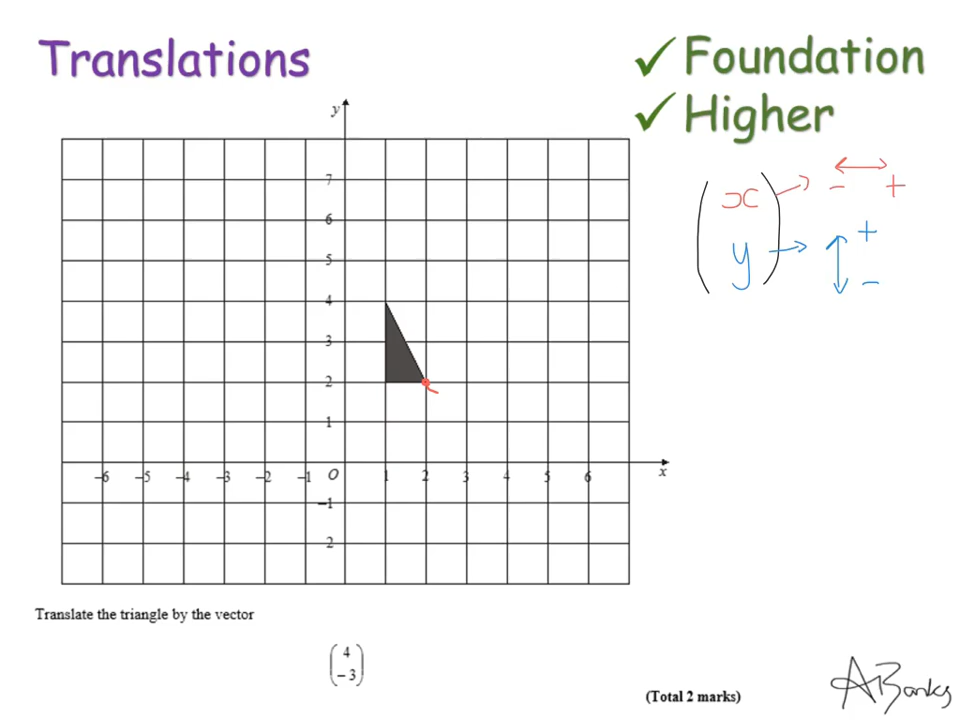 Translations
✓ Foundation
✓ Higher
y
7
6
5
4
3
2
1
-6 -5 -4 -3 -2 -1 O 1 2 3 4 5 6 x
-1
2
( x ) → ↔ - +
( y ) → ↕ + -
Translate the triangle by the vector
( 4 )
( -3 )
(Total 2 marks)
ABanks